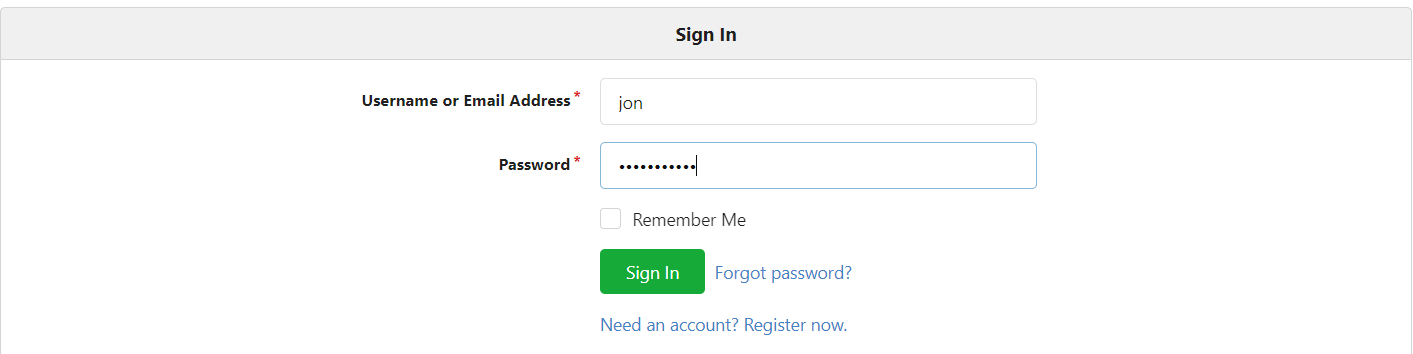 Sign In
Username or Email Address *
jon
Password *
•••••••••••
Remember Me
Sign In Forgot password?
Need an account? Register now.